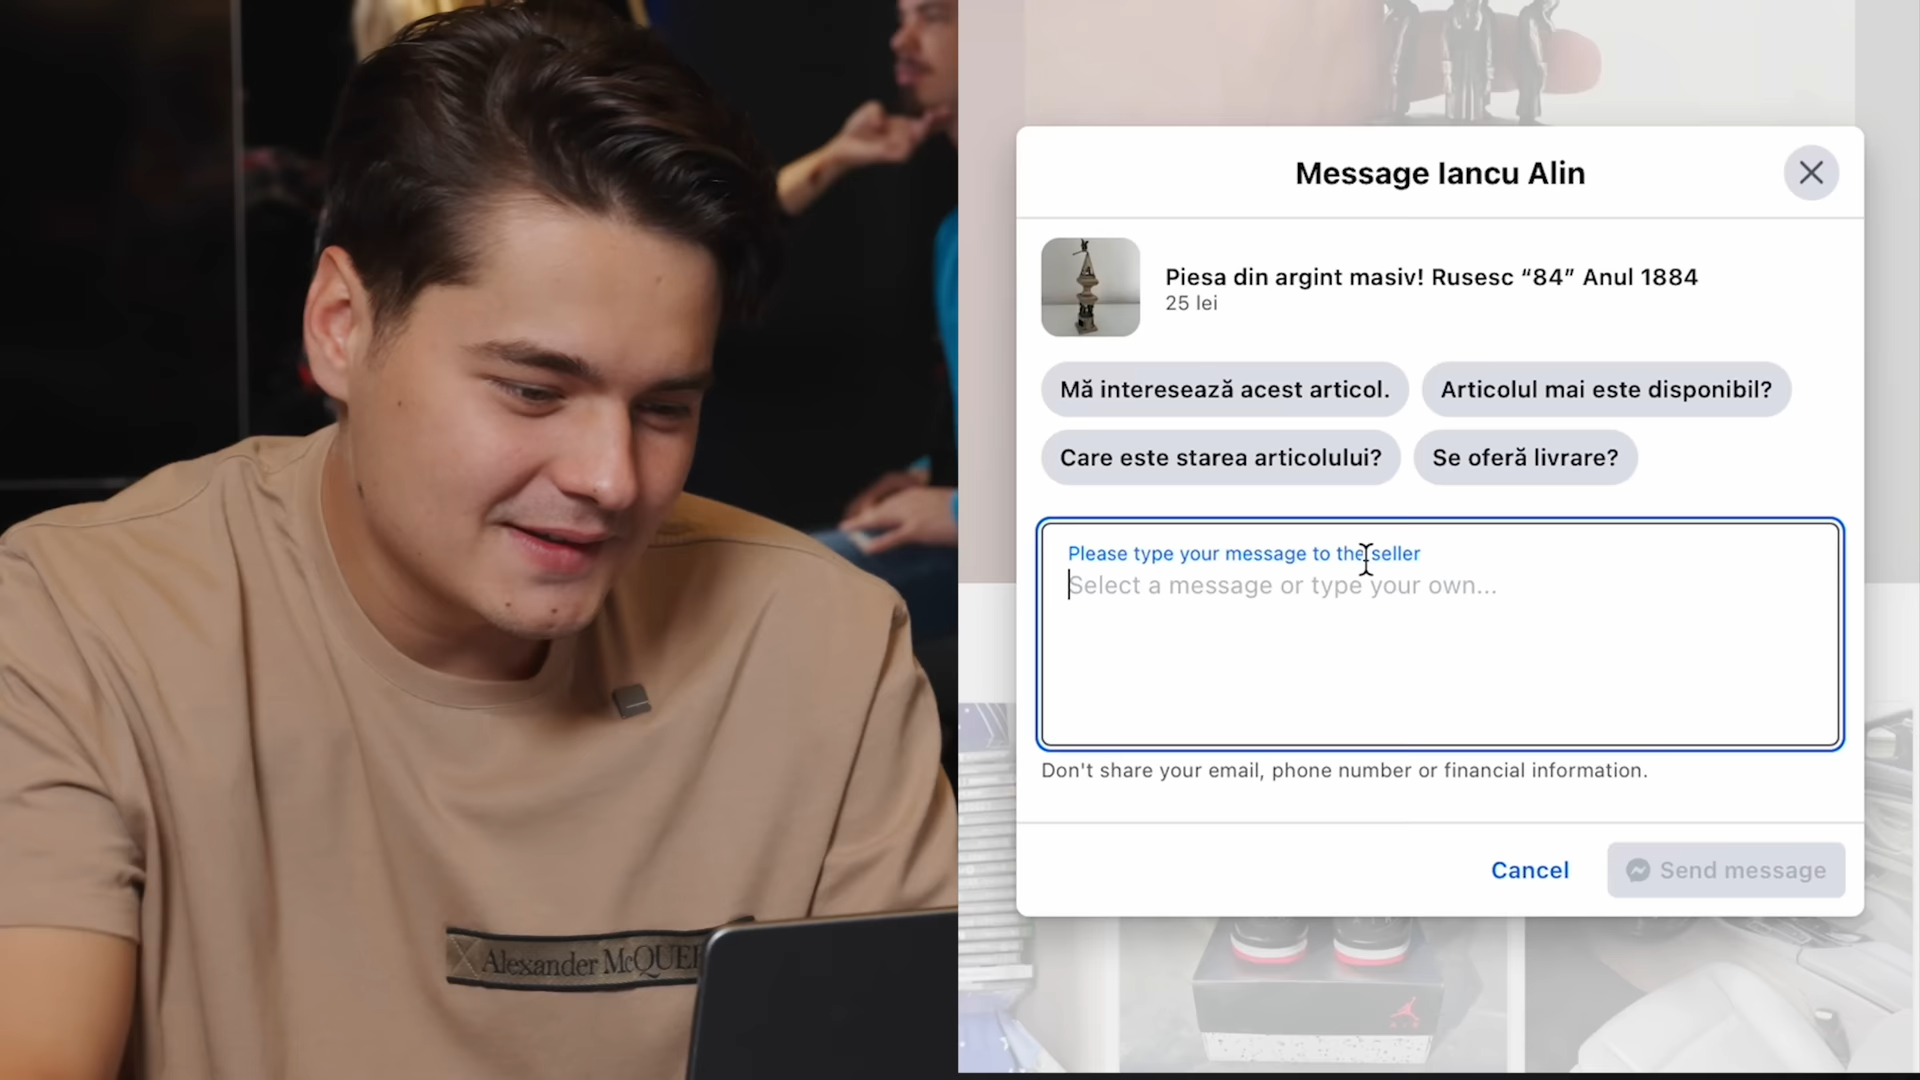 Message Iancu Alin
Piesa din argint masiv! Rusesc “84” Anul 1884
25 lei
Mă interesează acest articol.
Articolul mai este disponibil?
Care este starea articolului?
Se oferă livrare?
Please type your message to the seller
Select a message or type your own...
Don't share your email, phone number or financial information.
Cancel
Send message
Alexander McQUEE